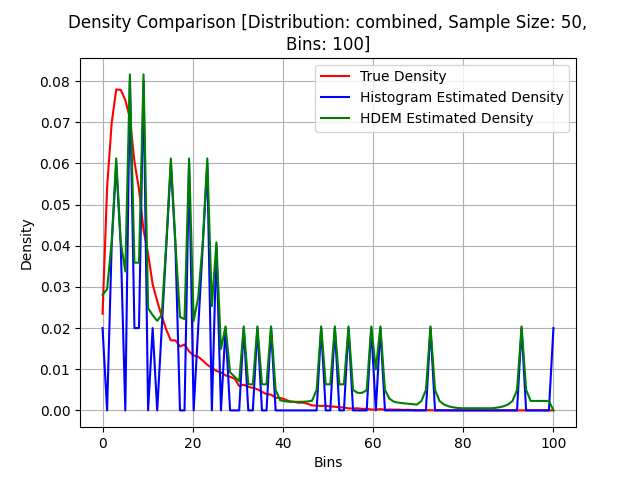 Density Comparison [Distribution: combined, Sample Size: 50,
Bins: 100]
True Density
Histogram Estimated Density
HDEM Estimated Density
Density
0.08
0.07
0.06
0.05
0.04
0.03
0.02
0.01
0.00
0 20 40 60 80 100
Bins